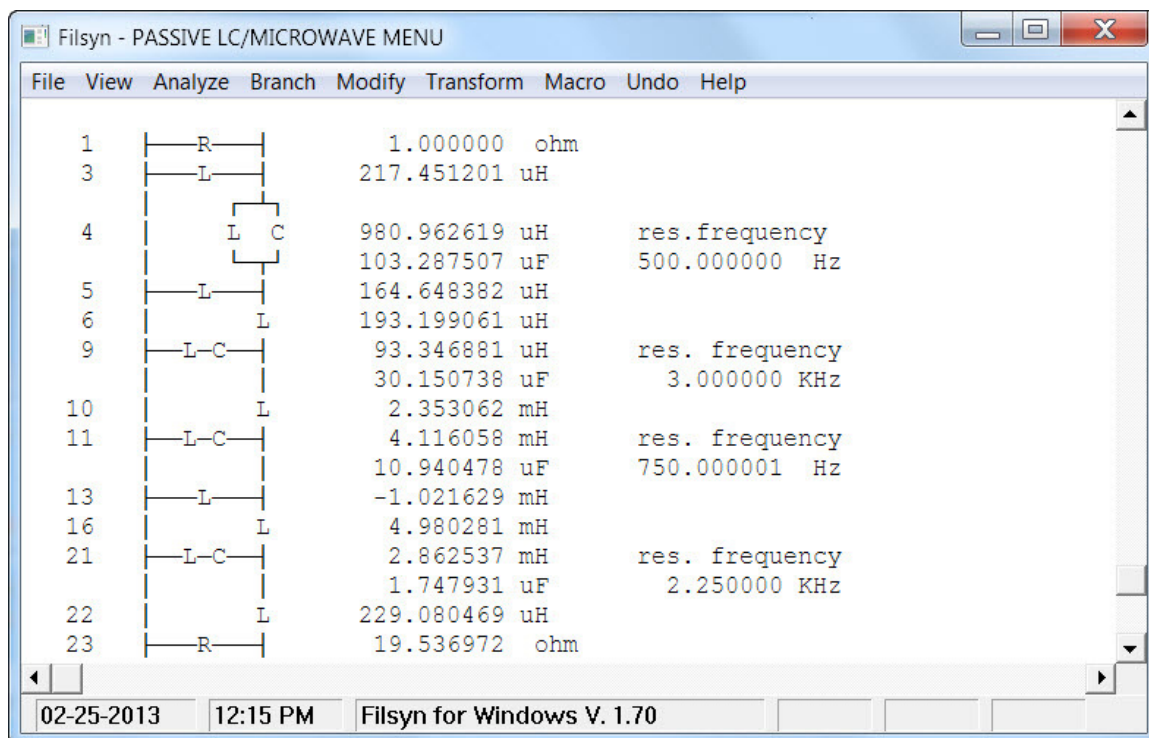 Filsyn - PASSIVE LC/MICROWAVE MENU
File View Analyze Branch Modify Transform Macro Undo Help
1 R 1.000000 ohm
3 L 217.451201 uH
4 L C 980.962619 uH res.frequency
103.287507 uF 500.000000 Hz
5 L 164.648382 uH
6 L 193.199061 uH
9 L-C 93.346881 uH res. frequency
30.150738 uF 3.000000 KHz
10 L 2.353062 mH
11 L-C 4.116058 mH res. frequency
10.940478 uF 750.000001 Hz
13 L -1.021629 mH
16 L 4.980281 mH
21 L-C 2.862537 mH res. frequency
1.747931 uF 2.250000 KHz
22 L 229.080469 uH
23 R 19.536972 ohm
02-25-2013 12:15 PM Filsyn for Windows V. 1.70